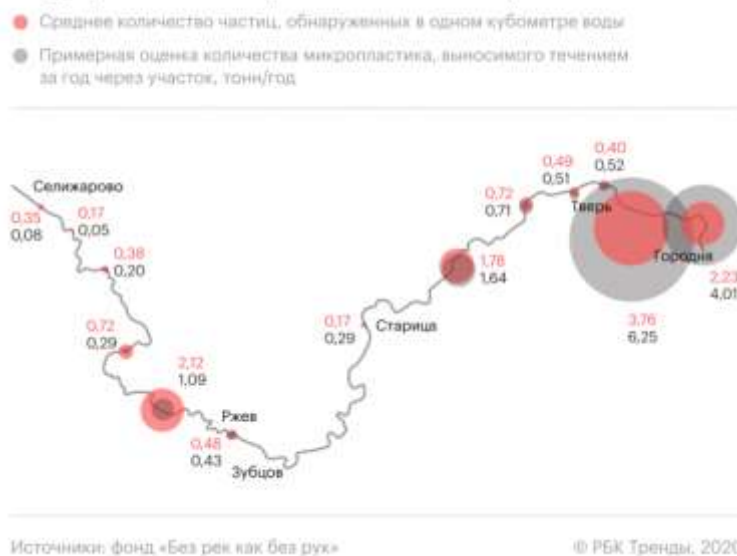 Среднее количество частиц, обнаруженных в одном кубометре воды
Примерная оценка количества микропластика, выносимого течением
за год через участок, тонн/год
Селижарово
0,35
0,08
0,17
0,05
0,38
0,20
0,72
0,29
2,12
1,09
Ржев
0,48
0,43
Зубцов
0,17
0,29
Старица
1,78
1,64
0,72
0,71
0,49
0,51
0,40
0,52
Тверь
Городня
3,76
6,25
2,23
4,01
Источники: фонд «Без рек как без рук»
© РБК Тренды, 2020